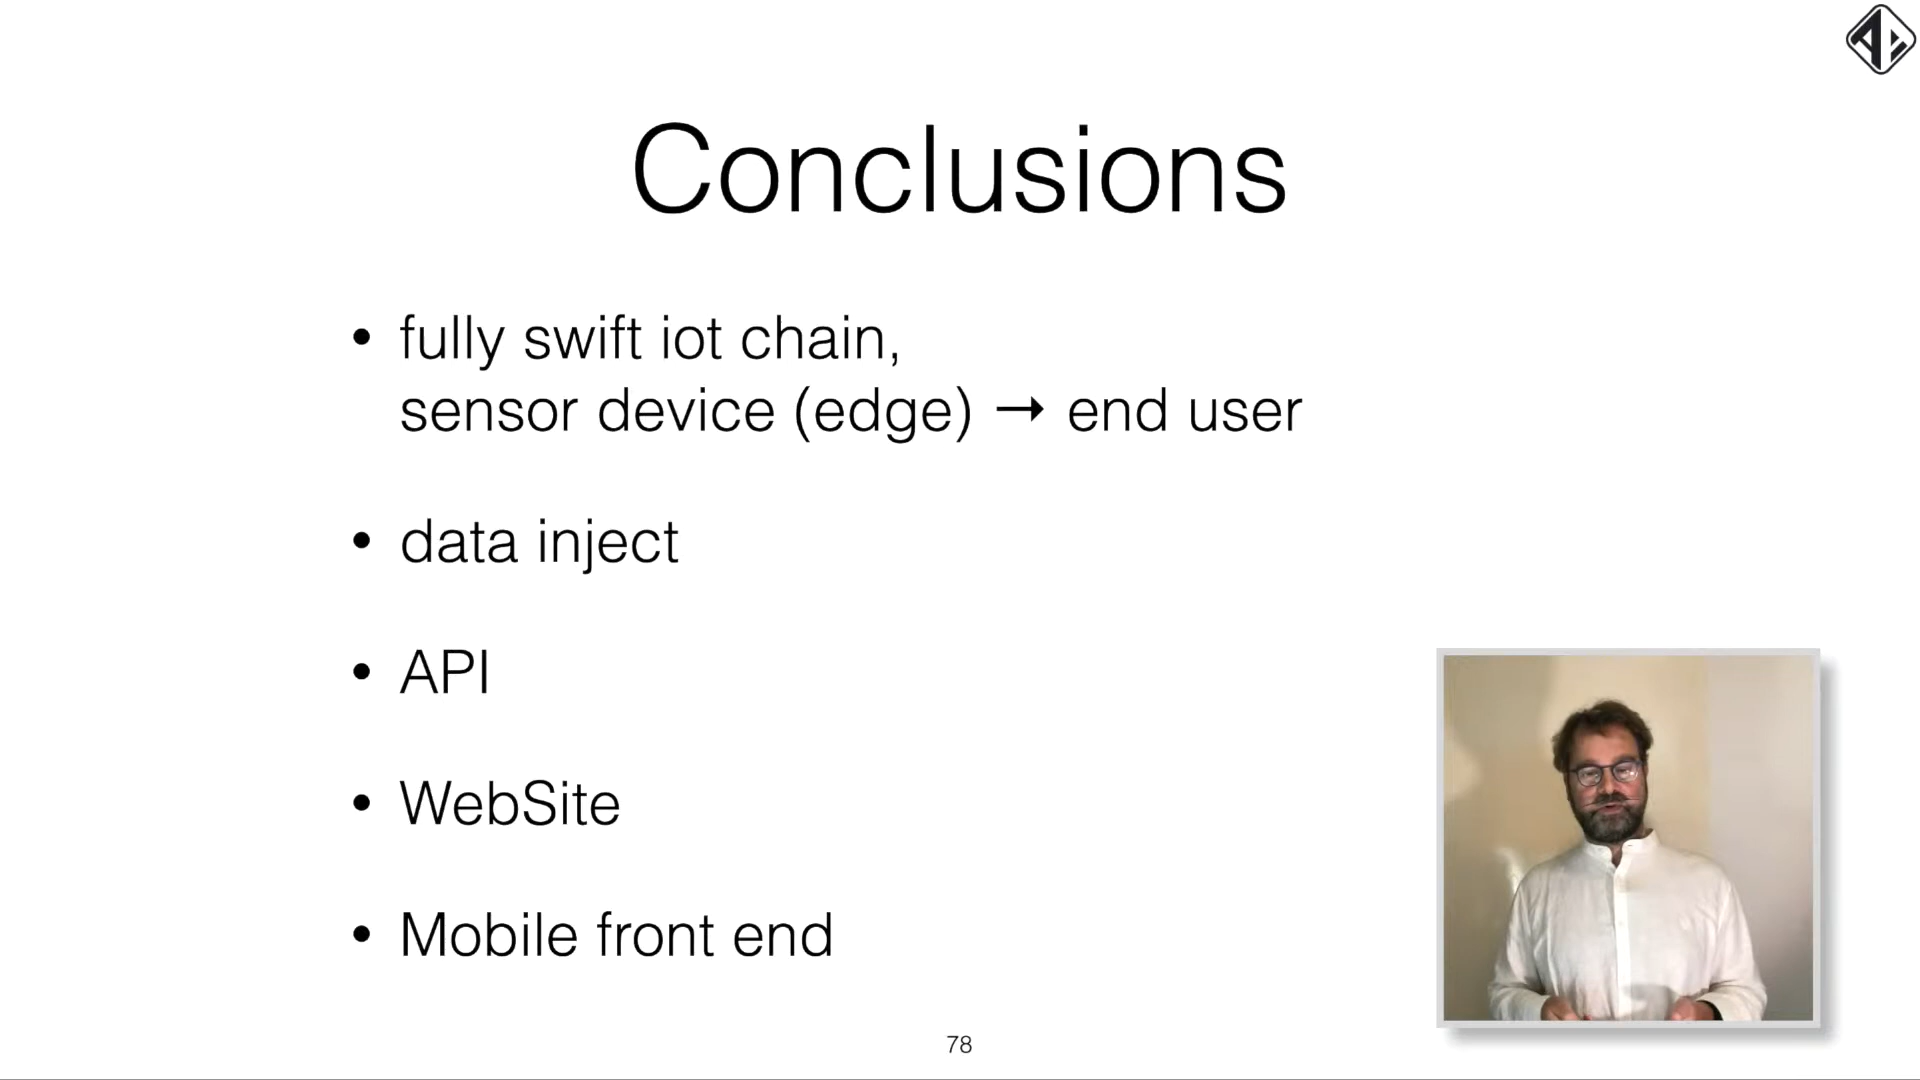 Conclusions
• fully swift iot chain,
sensor device (edge) → end user
• data inject
• API
• WebSite
• Mobile front end
78